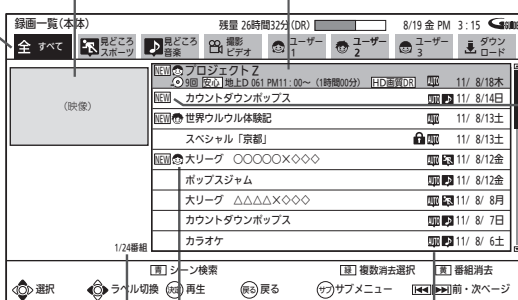 録画一覧(本体) 残量 26時間32分(DR) 8/19 金 PM 3:15
全 すべて 見どころスポーツ 見どころ音楽 撮影ビデオ ユーザー1 ユーザー2 ユーザー3 ダウンロード
(映像)
NEW プロジェクトZ
9回 安心 地上D 061 PM11:00~ (1時間00分) HD画質DR 11/ 8/18木
NEW カウントダウンポップス 11/ 8/14日
NEW 世界ウルウル体験記 11/ 8/13土
スペシャル「京都」 11/ 8/13土
NEW 大リーグ ○○○○○×◇◇◇ 11/ 8/12金
ポップスジャム 11/ 8/12金
大リーグ △△△△×◇◇◇ 11/ 8/ 8月
カウントダウンポップス 11/ 8/ 7日
カラオケ 11/ 8/ 6土
1/24番組
青 シーン検索 緑 複数消去選択 黄 番組消去
選択 ラベル切換 決定 再生 戻る 戻る サブ サブメニュー 前・次ページ